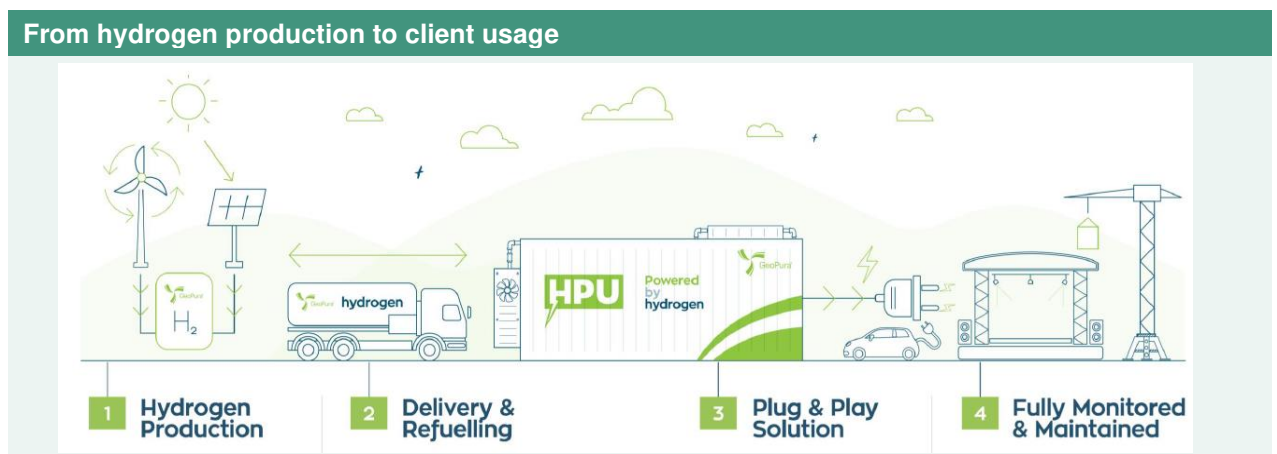 From hydrogen production to client usage
GeoPura
H2
GeoPura hydrogen
HPU
Powered
by
hydrogen
GeoPura
1
Hydrogen
Production
2
Delivery &
Refuelling
3
Plug & Play
Solution
4
Fully Monitored
& Maintained